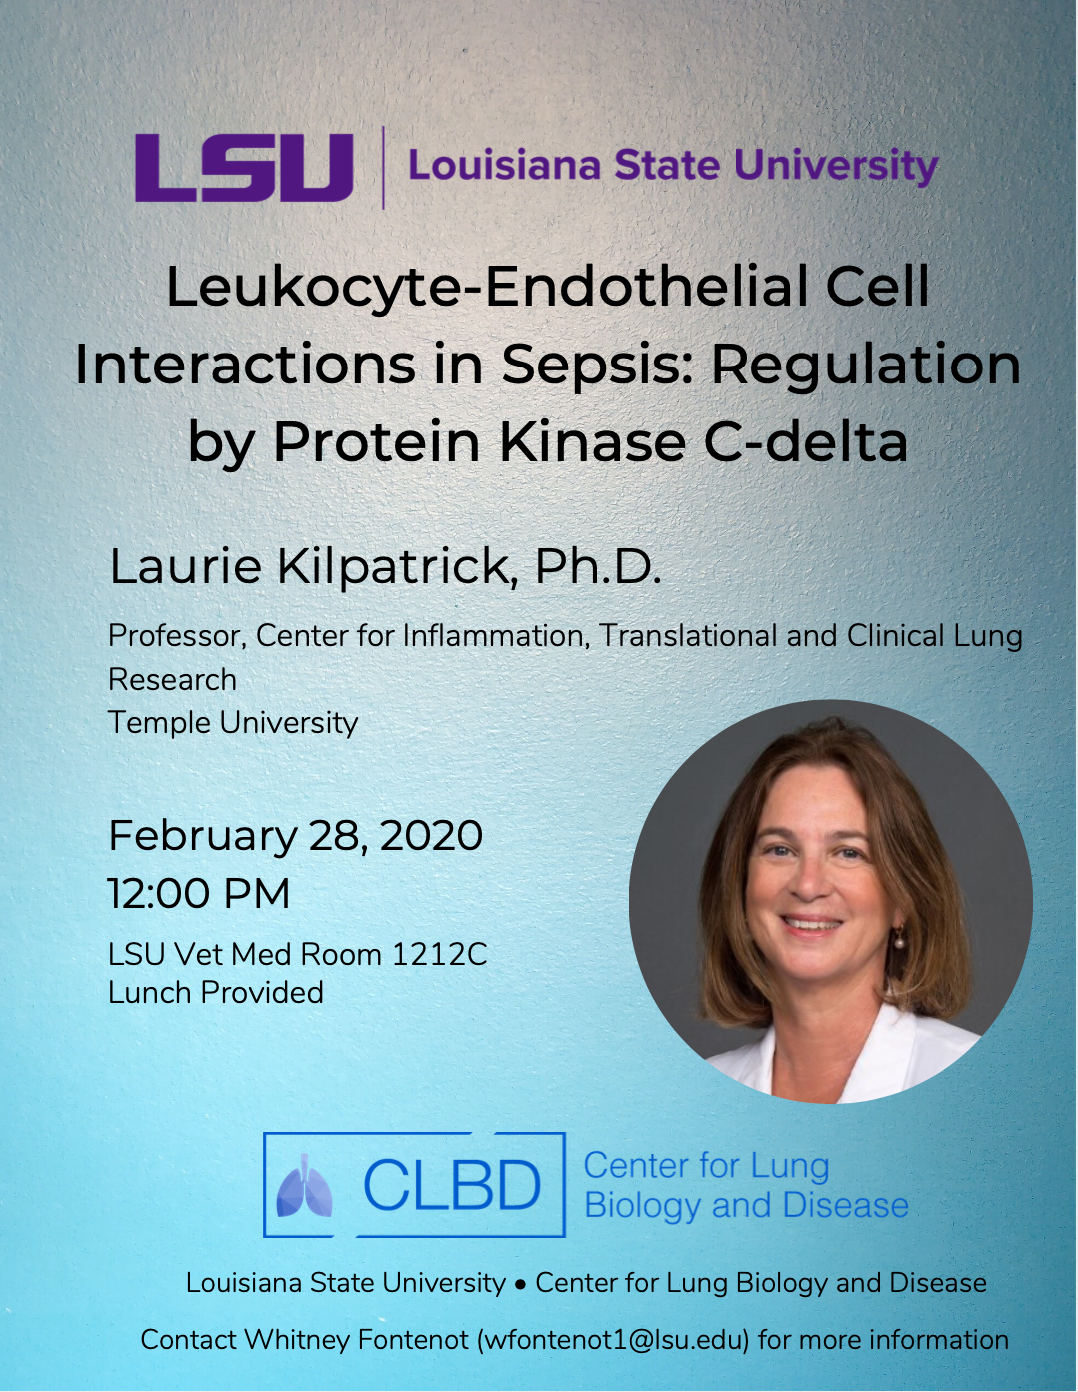 LSU | Louisiana State University
Leukocyte-Endothelial Cell
Interactions in Sepsis: Regulation
by Protein Kinase C-delta
Laurie Kilpatrick, Ph.D.
Professor, Center for Inflammation, Translational and Clinical Lung
Research
Temple University
February 28, 2020
12:00 PM
LSU Vet Med Room 1212C
Lunch Provided
CLBD
Center for Lung
Biology and Disease
Louisiana State University • Center for Lung Biology and Disease
Contact Whitney Fontenot (wfontenot1@lsu.edu) for more information